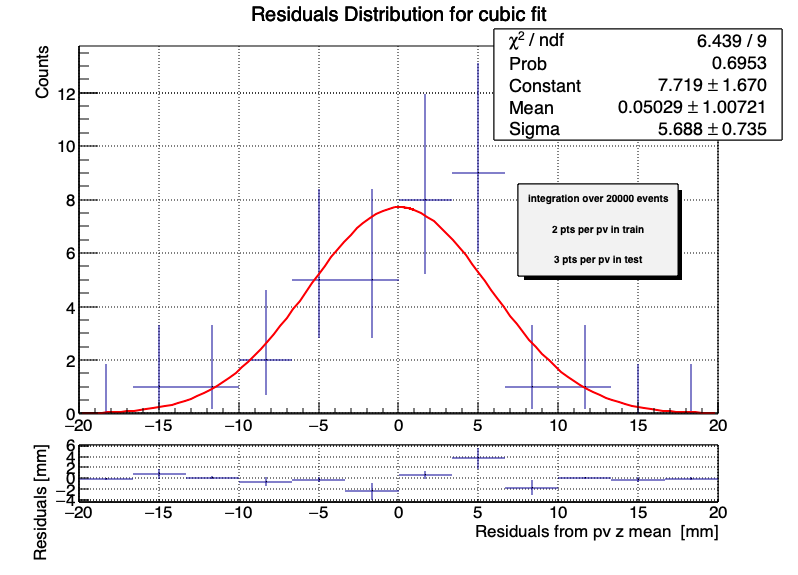 Residuals Distribution for cubic fit
χ² / ndf 6.439 / 9
Prob 0.6953
Constant 7.719 ± 1.670
Mean 0.05029 ± 1.00721
Sigma 5.688 ± 0.735
Counts
12
10
8
6
4
2
0
integration over 20000 events
2 pts per pv in train
3 pts per pv in test
−20 −15 −10 −5 0 5 10 15 20
Residuals [mm]
6
4
2
0
−2
−4
−20 −15 −10 −5 0 5 10 15 20
Residuals from pv z mean [mm]